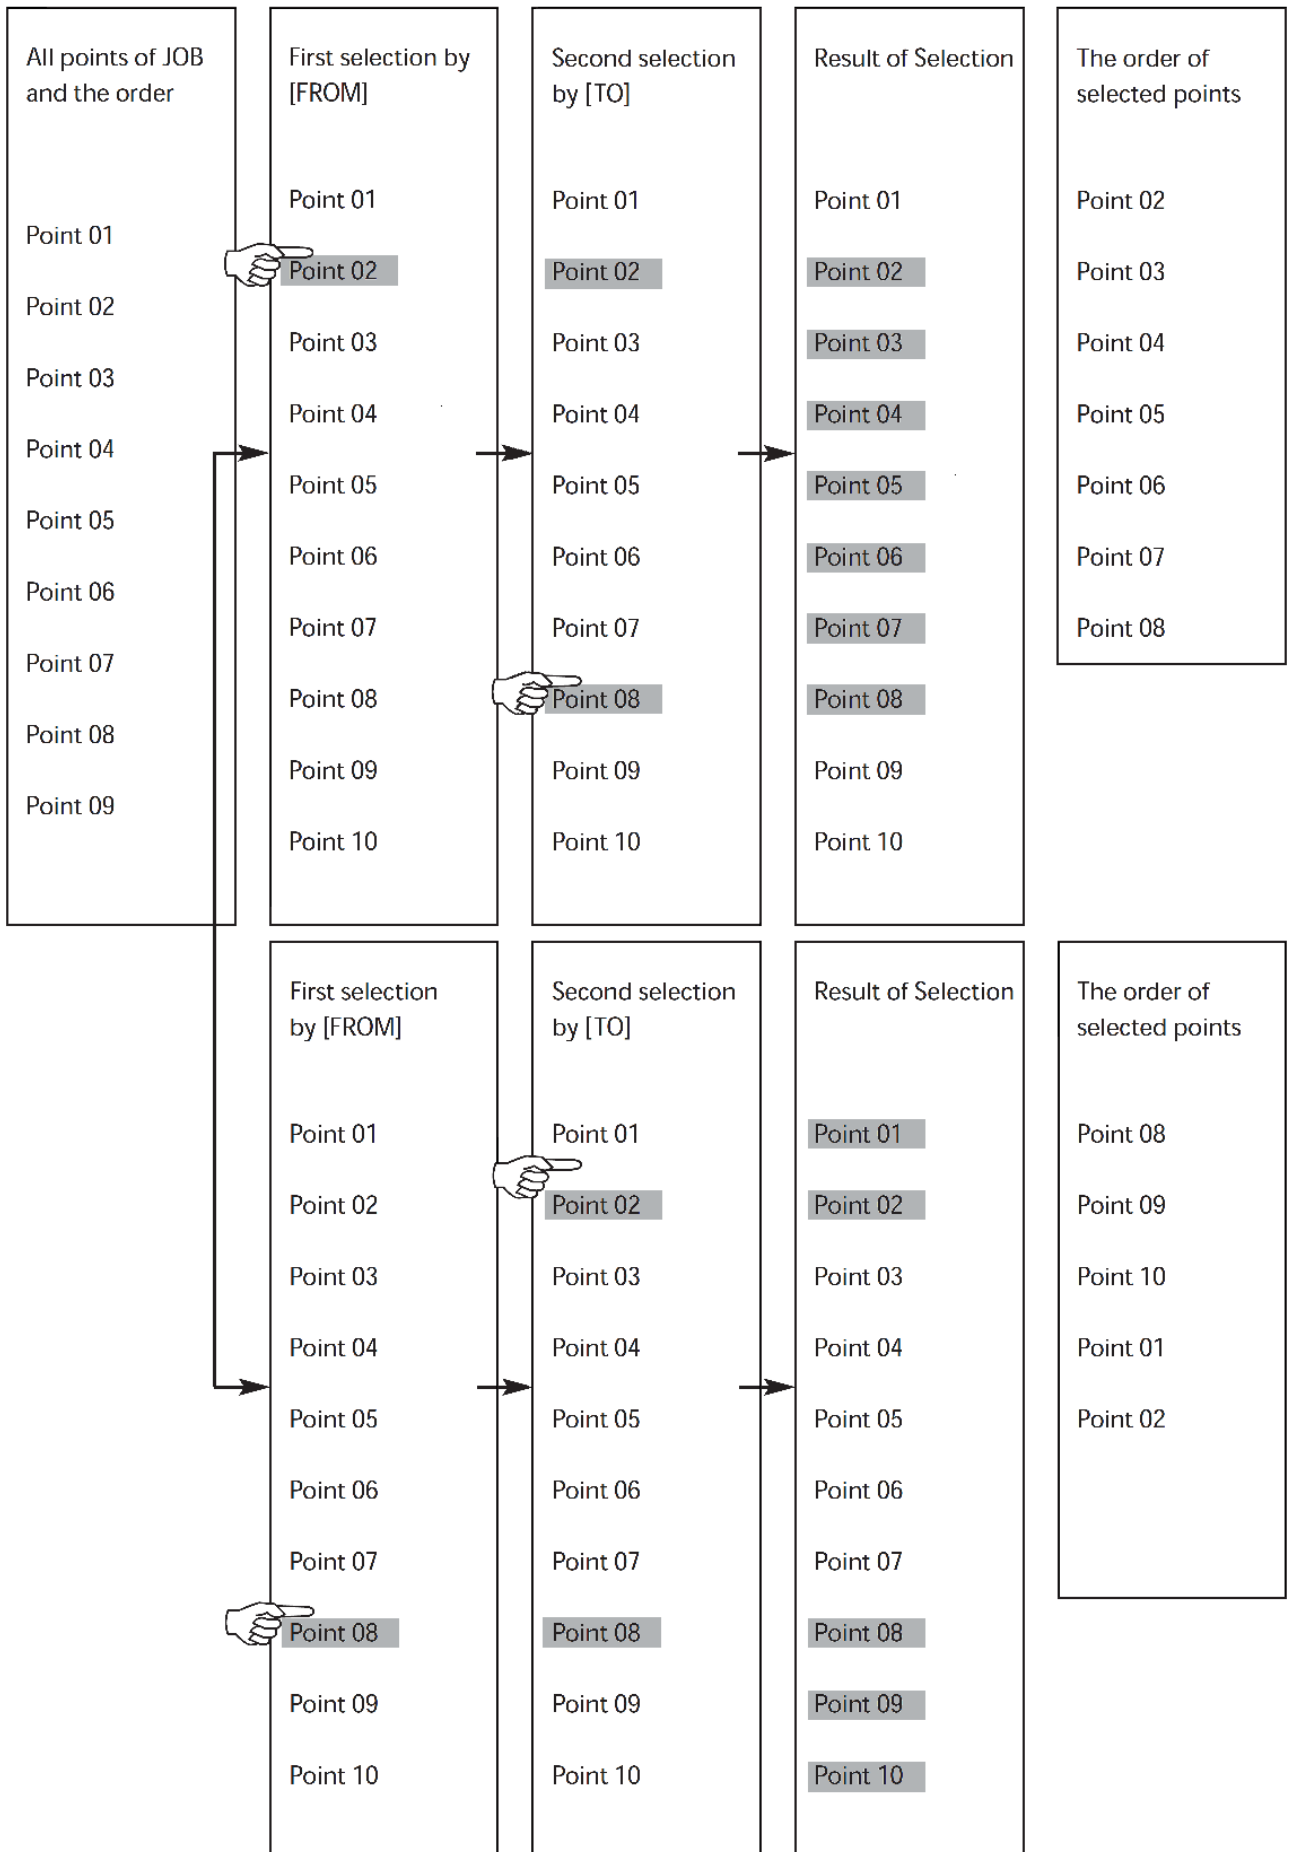 All points of JOB
and the order
Point 01
Point 02
Point 03
Point 04
Point 05
Point 06
Point 07
Point 08
Point 09
First selection by
[FROM]
Point 01
Point 02
Point 03
Point 04
Point 05
Point 06
Point 07
Point 08
Point 09
Point 10
Second selection
by [TO]
Point 01
Point 02
Point 03
Point 04
Point 05
Point 06
Point 07
Point 08
Point 09
Point 10
Result of Selection
Point 01
Point 02
Point 03
Point 04
Point 05
Point 06
Point 07
Point 08
Point 09
Point 10
The order of
selected points
Point 02
Point 03
Point 04
Point 05
Point 06
Point 07
Point 08
First selection
by [FROM]
Point 01
Point 02
Point 03
Point 04
Point 05
Point 06
Point 07
Point 08
Point 09
Point 10
Second selection
by [TO]
Point 01
Point 02
Point 03
Point 04
Point 05
Point 06
Point 07
Point 08
Point 09
Point 10
Result of Selection
Point 01
Point 02
Point 03
Point 04
Point 05
Point 06
Point 07
Point 08
Point 09
Point 10
The order of
selected points
Point 08
Point 09
Point 10
Point 01
Point 02